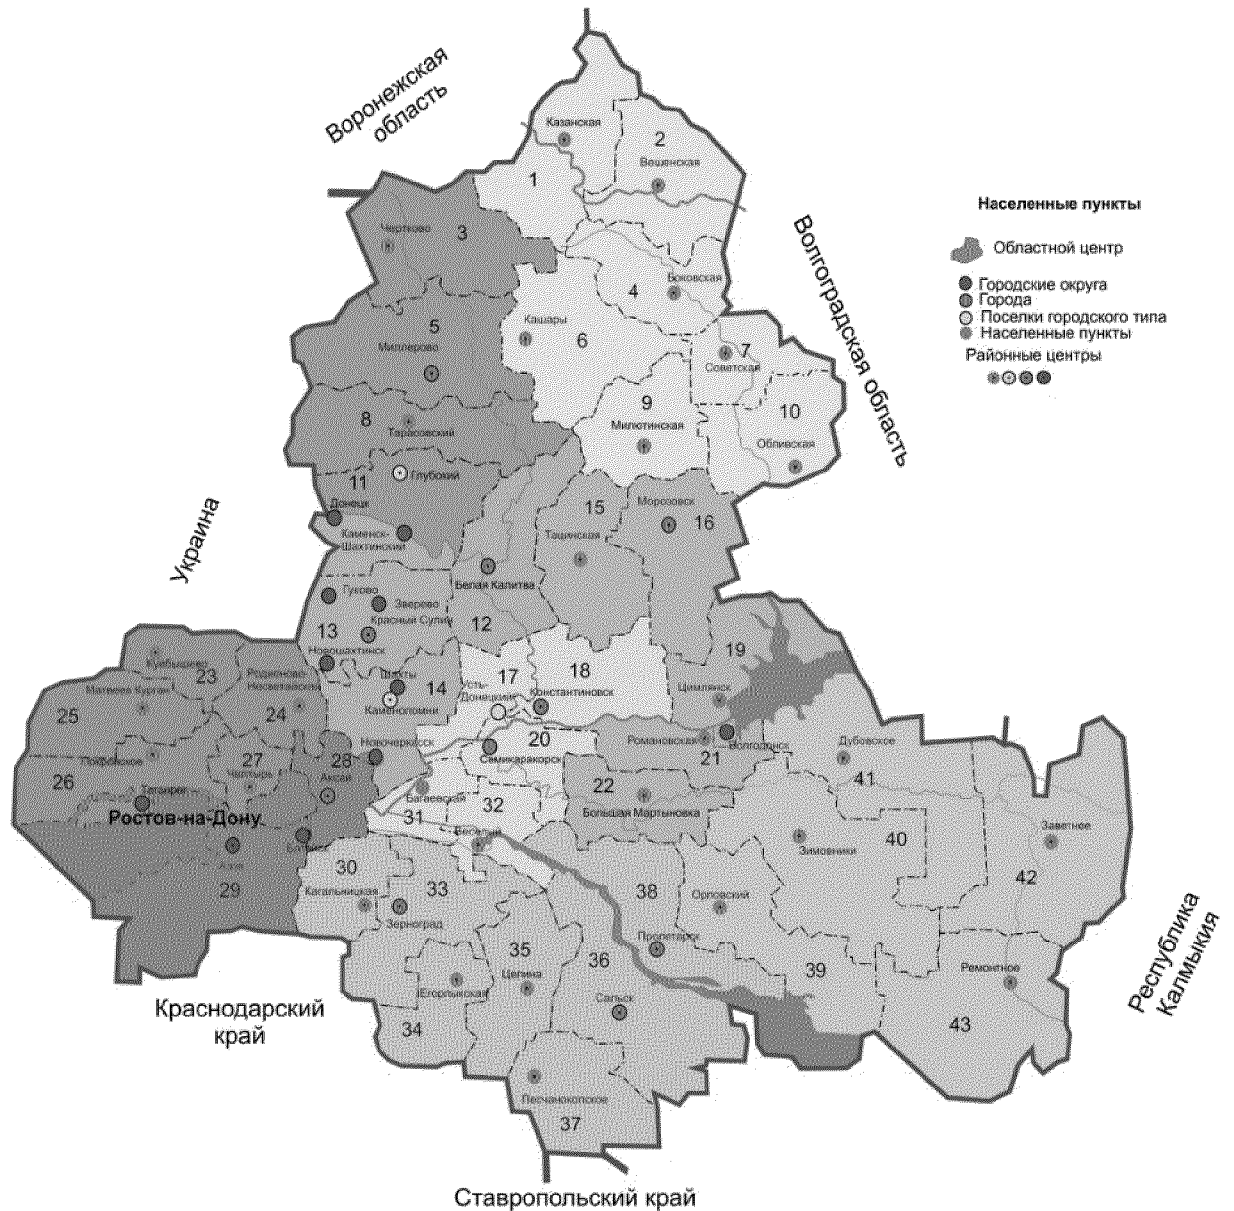 Воронежская
область
Казанская
2
Вешенская
1
Населенные пункты
Чертково
3
Областной центр
Волгоградская область
Боковская
4
Городские округа
Города
Поселки городского типа
Населенные пункты
Районные центры
5
Кашары
6
Миллерово
7
Советская
8
Тарасовский
9
Милютинская
10
Обливская
11
Глубокий
Донецк
Каменск-
Шахтинский
15
Морозовск
16
Тацинская
Украина
Белая Калитва
Гуково
Зверево
Красный Сулин
12
13
Новошахтинск
Куйбышево
23
Родионово-
Несветайский
Матвеев Курган
24
25
Шахты
14
Каменоломни
17
18
Усть-
Донецкий
Константиновск
19
Цимлянск
Новочеркасск
20
Семикаракорск
Романовская
Волгодонск
21
Дубовское
41
Покровское
26
27
Чалтырь
28
Аксай
Таганрог
Ростов-на-Дону
Багаевская
31
32
Веселый
22
Большая Мартыновка
Зимовники
40
Заветное
42
Азов
29
30
Кагальницкая
33
Зерноград
38
Орловский
Пролетарск
39
35
Целина
36
Сальск
Егорлыкская
34
Ремонтное
43
Республика
Калмыкия
Краснодарский
край
Песчанокопское
37
Ставропольский край